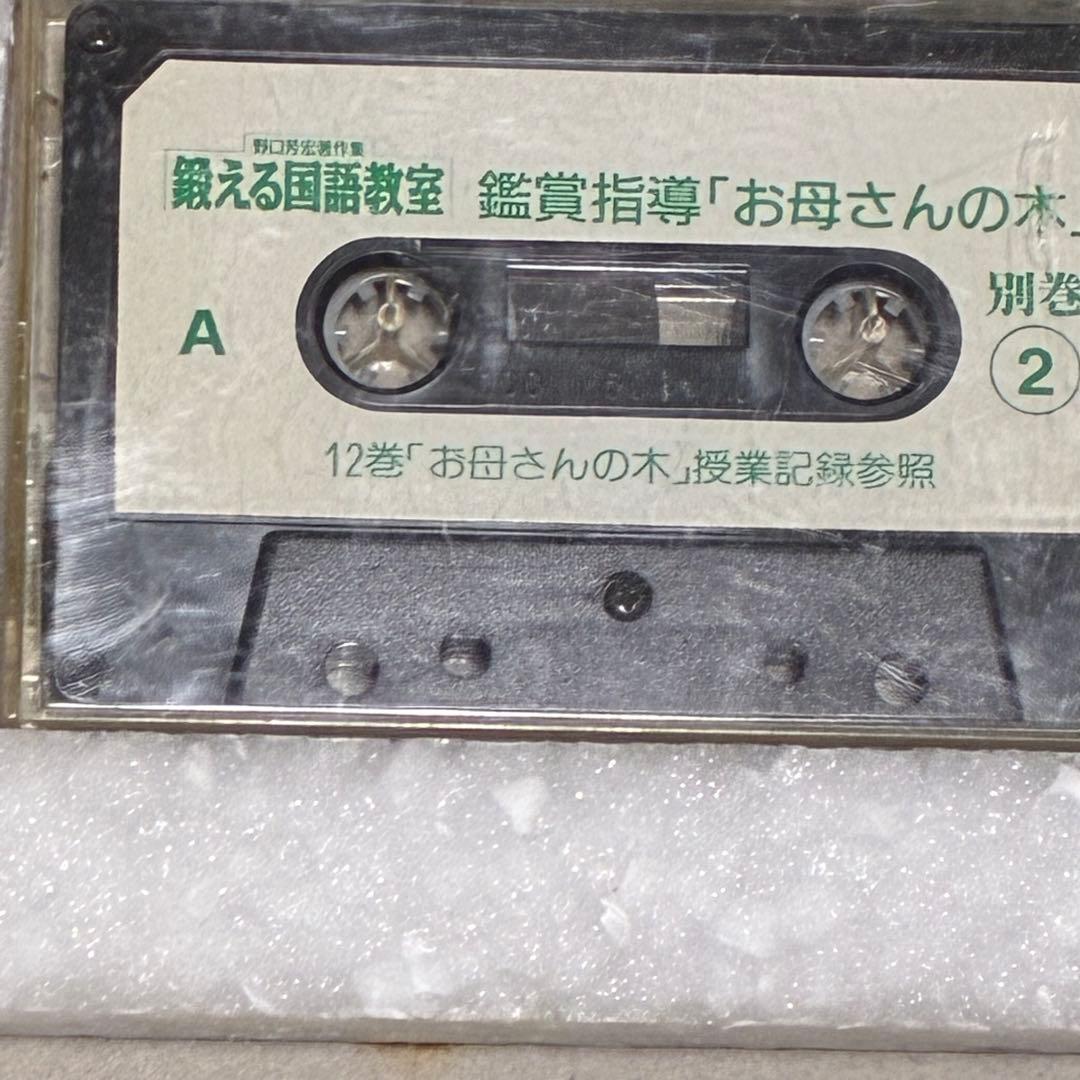 野口芳宏著作集
鍛える国語教室 鑑賞指導「お母さんの木」
A
別巻
2
12巻「お母さんの木」授業記録参照